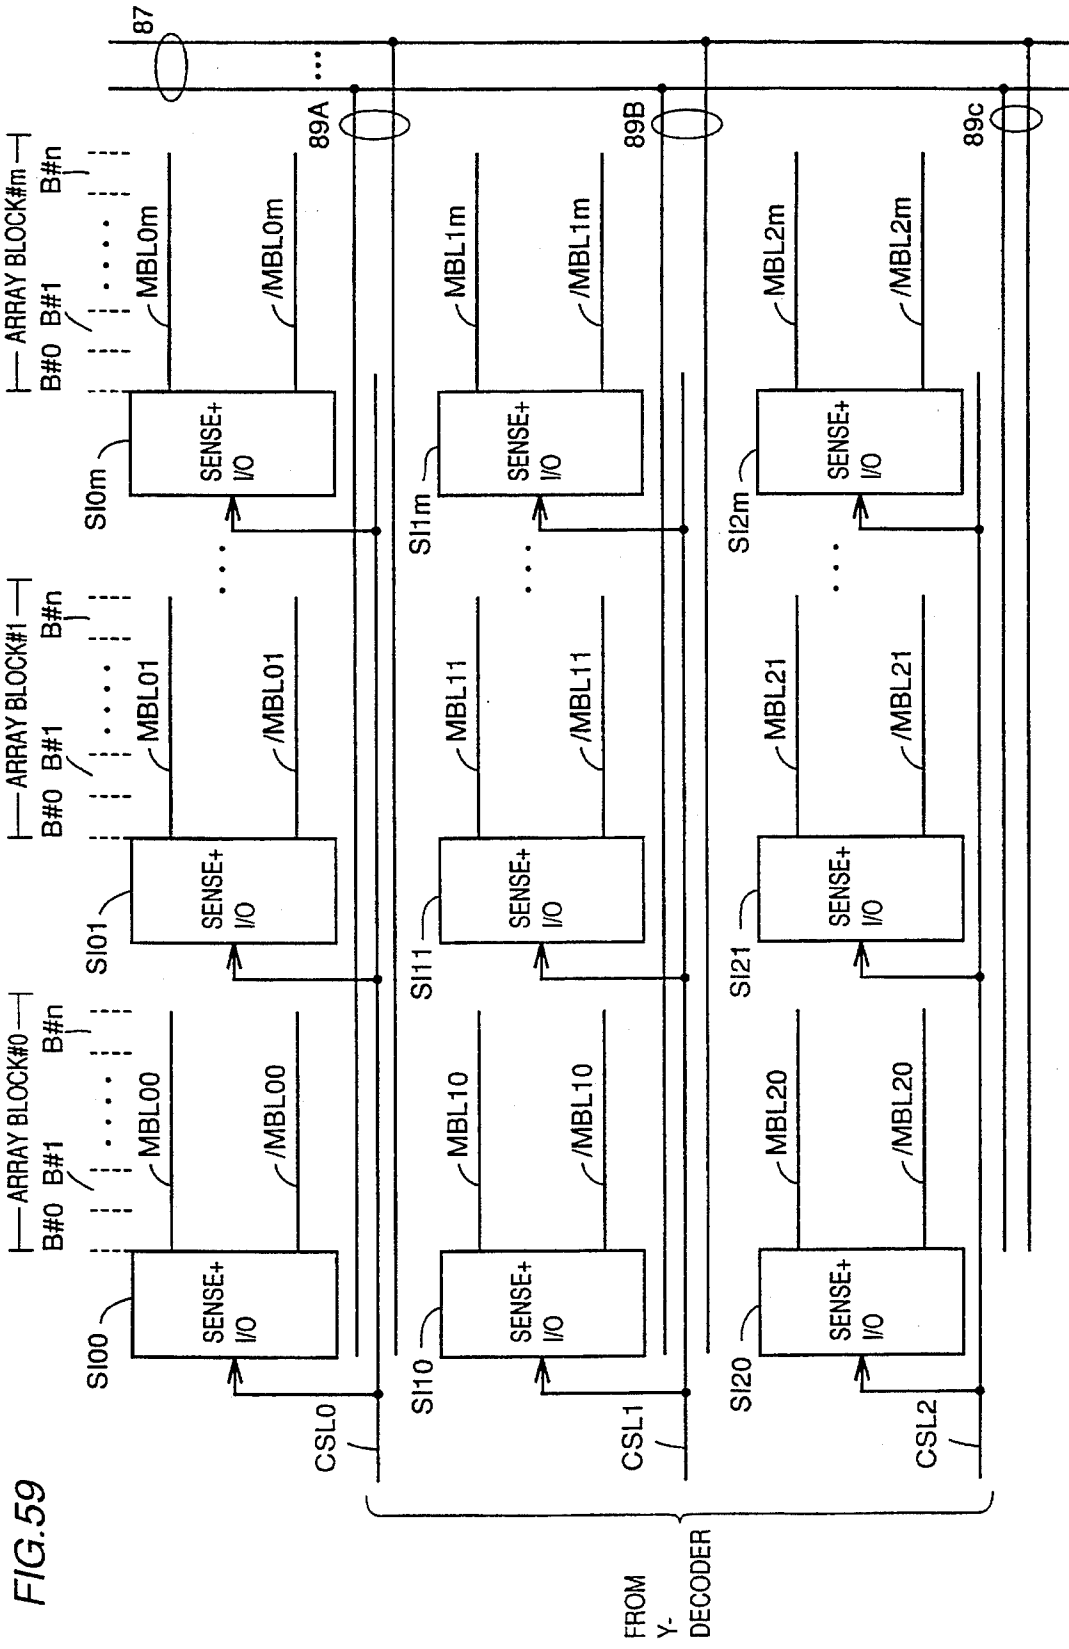 FIG.59
ARRAY BLOCK#0
ARRAY BLOCK#1
ARRAY BLOCK#m
B#0 B#1 ····· B#n
B#0 B#1 ····· B#n
B#0 B#1 ····· B#n
87
SI00
SENSE+
I/O
MBL00
/MBL00
SI01
SENSE+
I/O
MBL01
/MBL01
...
SI0m
SENSE+
I/O
MBL0m
/MBL0m
...
CSL0
89A
SI10
SENSE+
I/O
MBL10
/MBL10
SI11
SENSE+
I/O
MBL11
/MBL11
...
SI1m
SENSE+
I/O
MBL1m
/MBL1m
CSL1
89B
SI20
SENSE+
I/O
MBL20
/MBL20
SI21
SENSE+
I/O
MBL21
/MBL21
...
SI2m
SENSE+
I/O
MBL2m
/MBL2m
CSL2
89c
FROM
Y-
DECODER